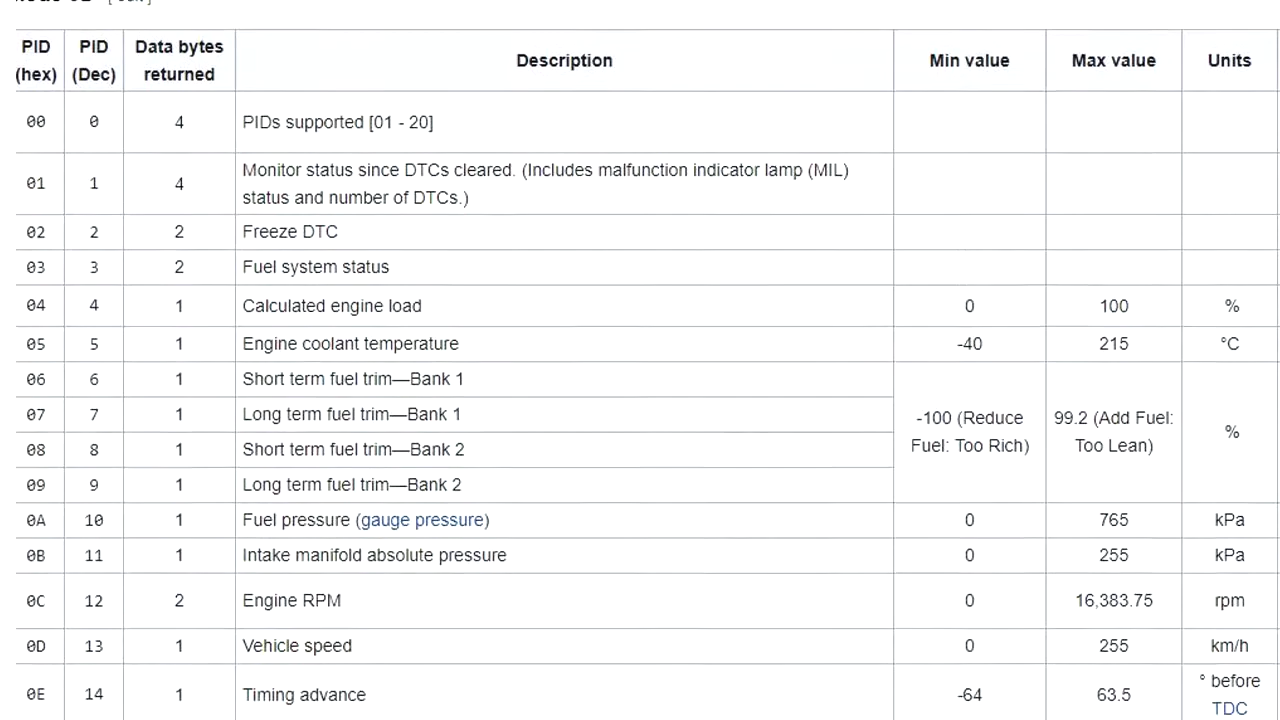 PID (hex) PID (Dec) Data bytes returned Description Min value Max value Units
00 0 4 PIDs supported [01 - 20]
01 1 4 Monitor status since DTCs cleared. (Includes malfunction indicator lamp (MIL)
status and number of DTCs.)
02 2 2 Freeze DTC
03 3 2 Fuel system status
04 4 1 Calculated engine load 0 100 %
05 5 1 Engine coolant temperature -40 215 °C
06 6 1 Short term fuel trim—Bank 1
07 7 1 Long term fuel trim—Bank 1
08 8 1 Short term fuel trim—Bank 2
09 9 1 Long term fuel trim—Bank 2
-100 (Reduce Fuel: Too Rich) 99.2 (Add Fuel: Too Lean) %
0A 10 1 Fuel pressure (gauge pressure) 0 765 kPa
0B 11 1 Intake manifold absolute pressure 0 255 kPa
0C 12 2 Engine RPM 0 16,383.75 rpm
0D 13 1 Vehicle speed 0 255 km/h
0E 14 1 Timing advance -64 63.5 ° before TDC